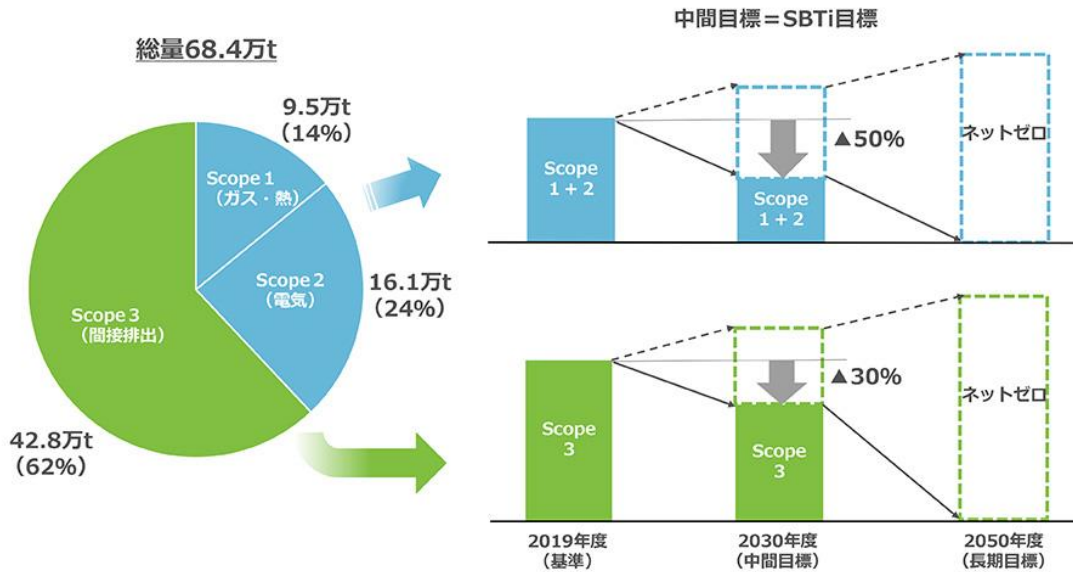 総量68.4万t
9.5万t
(14%)
Scope 1
（ガス・熱）
Scope 2
（電気）
16.1万t
(24%)
Scope 3
（間接排出）
42.8万t
(62%)
中間目標＝SBTi目標
Scope
1 + 2
▲50%
Scope
1 + 2
ネットゼロ
Scope
3
▲30%
Scope
3
ネットゼロ
2019年度
（基準）
2030年度
（中間目標）
2050年度
（長期目標）